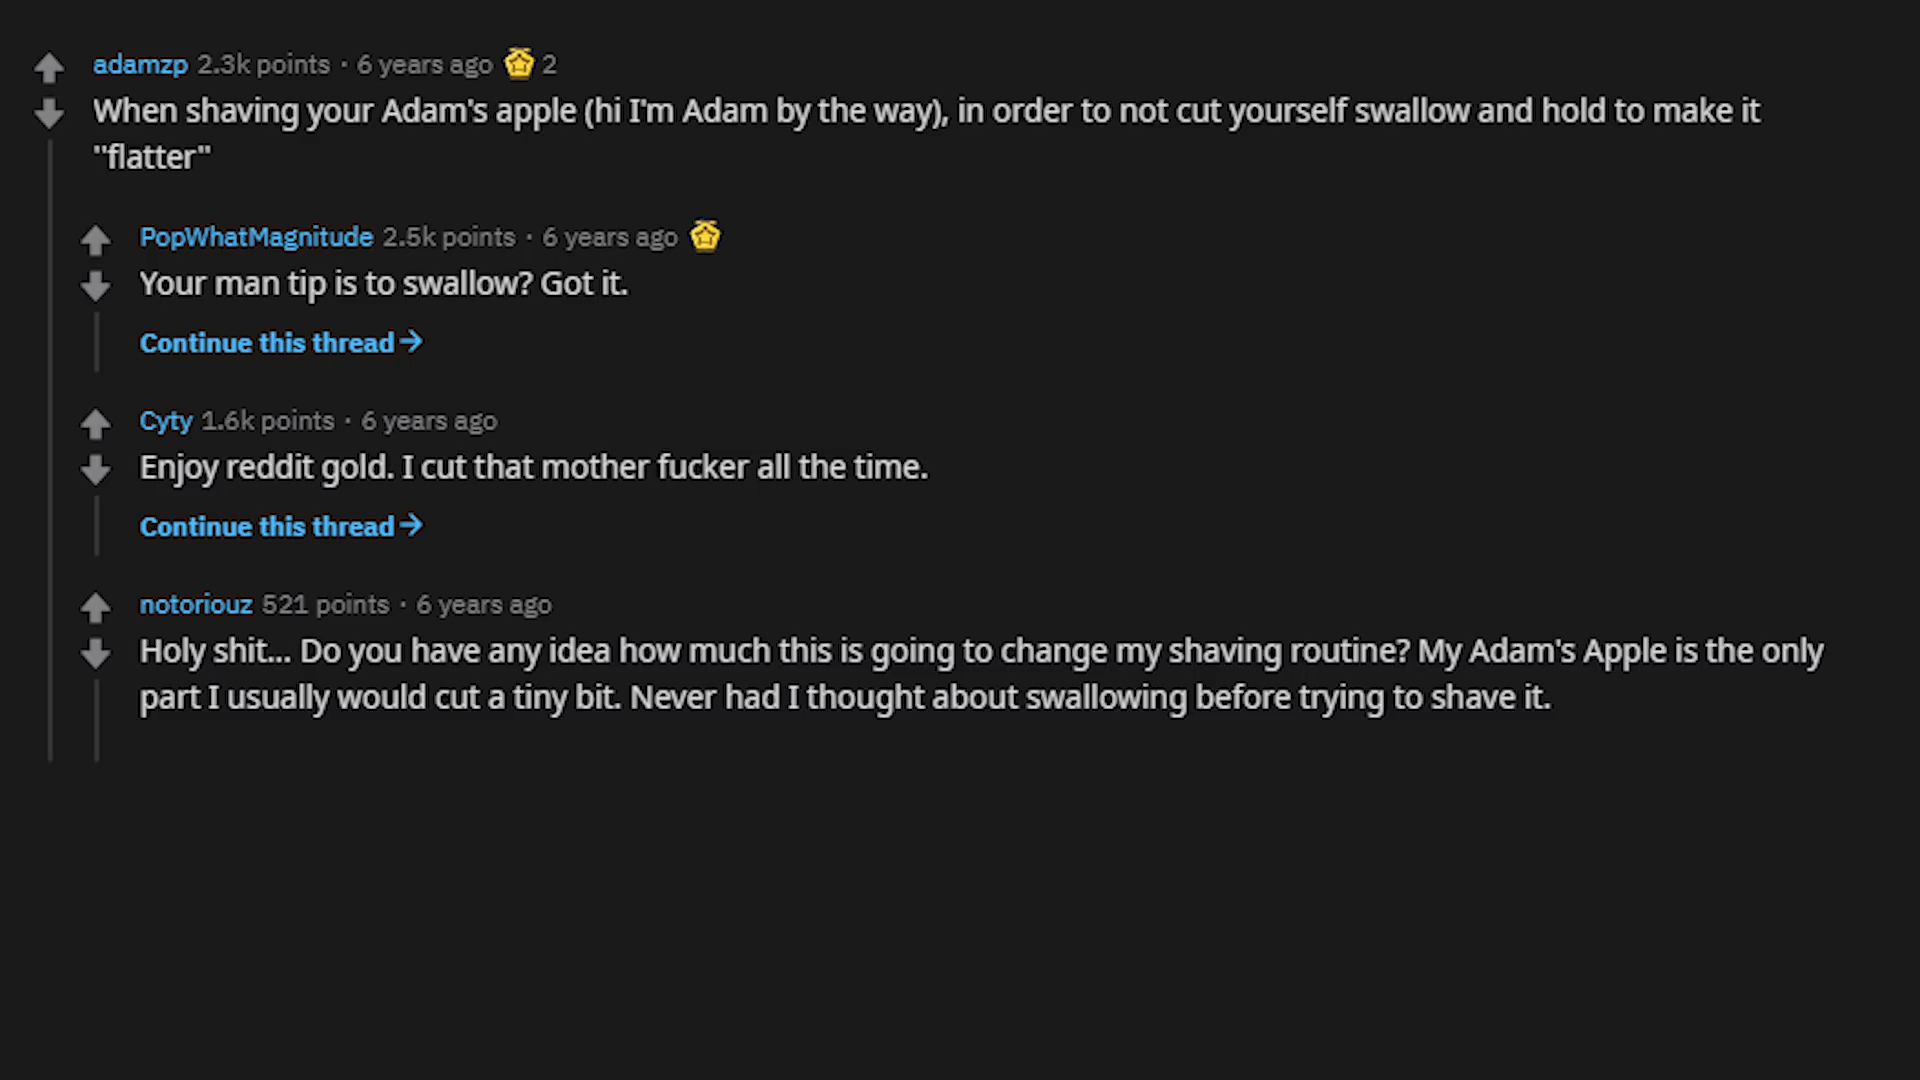 adamzp 2.3k points · 6 years ago 2
When shaving your Adam's apple (hi I'm Adam by the way), in order to not cut yourself swallow and hold to make it
"flatter"
PopWhatMagnitude 2.5k points · 6 years ago
Your man tip is to swallow? Got it.
Continue this thread→
Cyty 1.6k points · 6 years ago
Enjoy reddit gold. I cut that mother fucker all the time.
Continue this thread→
notoriouz 521 points · 6 years ago
Holy shit... Do you have any idea how much this is going to change my shaving routine? My Adam's Apple is the only
part I usually would cut a tiny bit. Never had I thought about swallowing before trying to shave it.